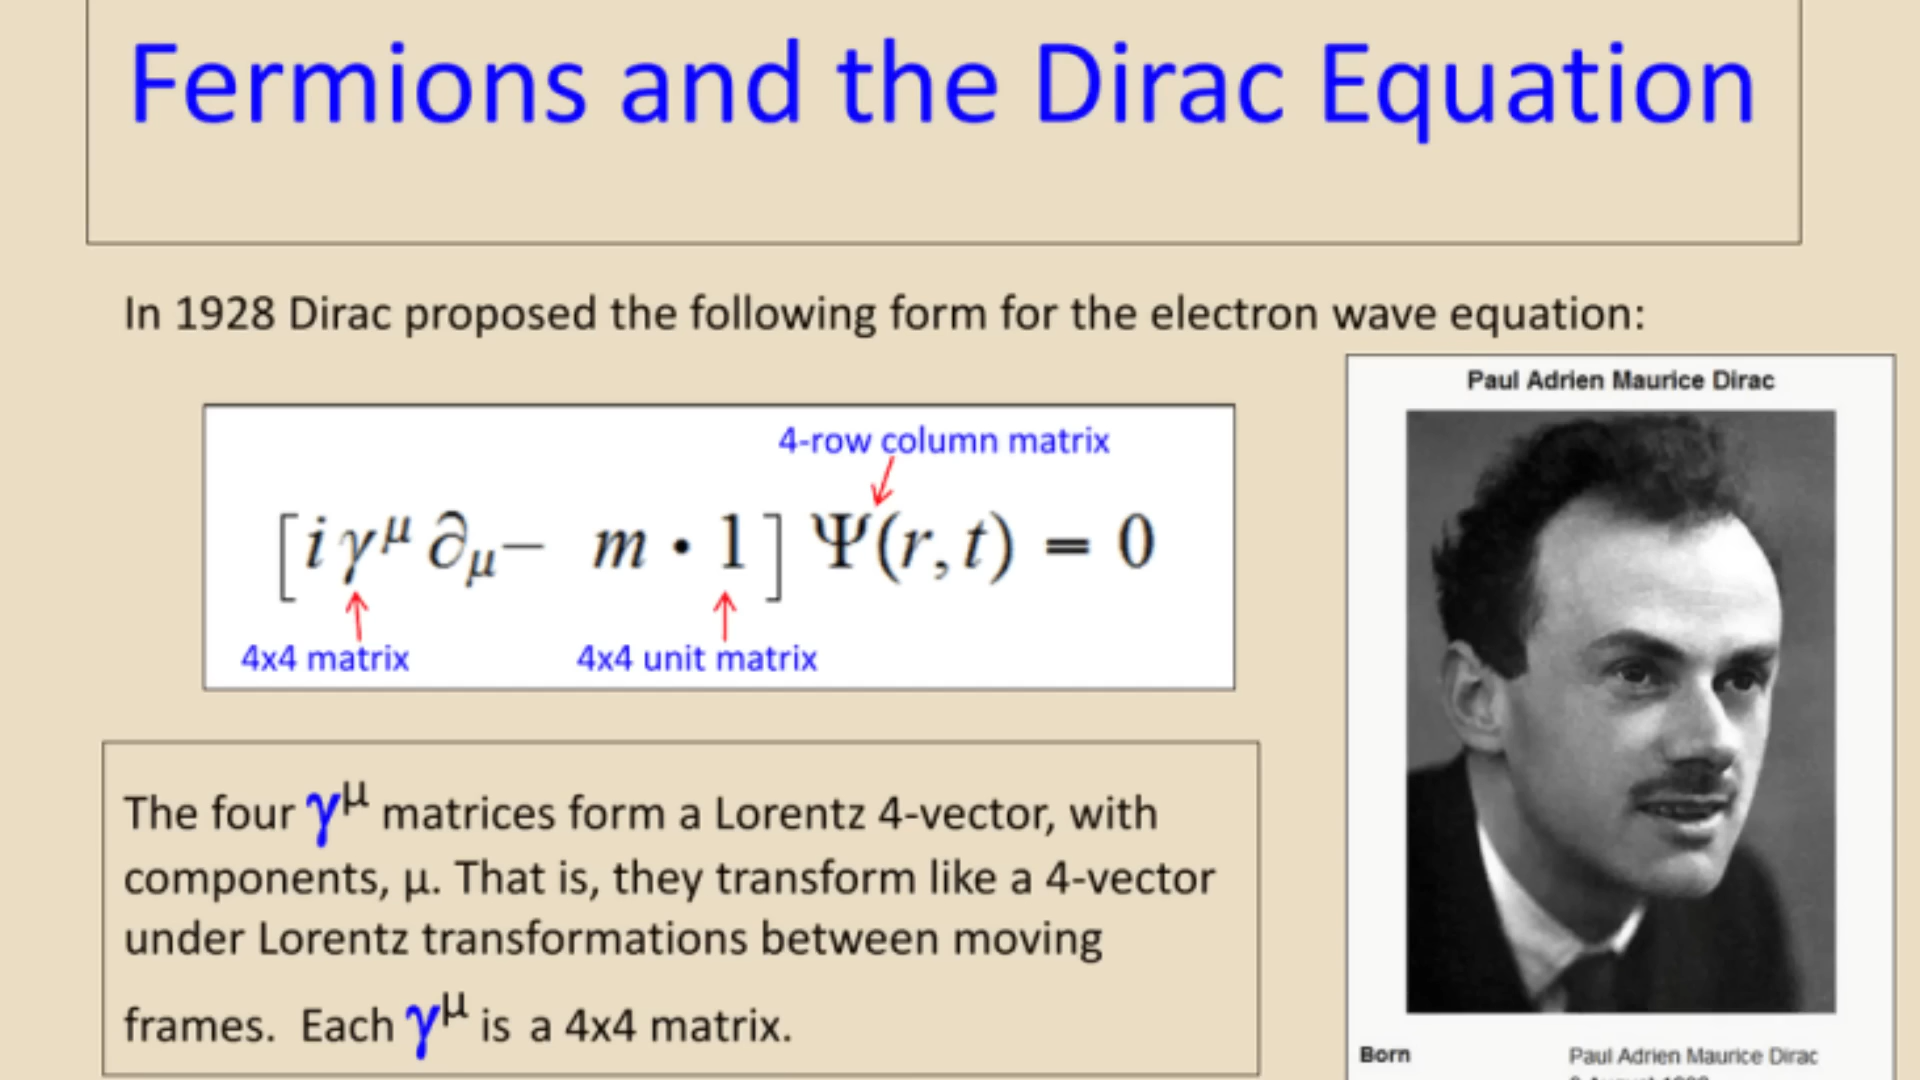 Fermions and the Dirac Equation
In 1928 Dirac proposed the following form for the electron wave equation:
Paul Adrien Maurice Dirac
4-row column matrix
[i γ^μ ∂_μ − m · 1] Ψ(r, t) = 0
4x4 matrix 4x4 unit matrix
The four γ^μ matrices form a Lorentz 4-vector, with
components, μ. That is, they transform like a 4-vector
under Lorentz transformations between moving
frames. Each γ^μ is a 4x4 matrix.
Born Paul Adrien Maurice Dirac